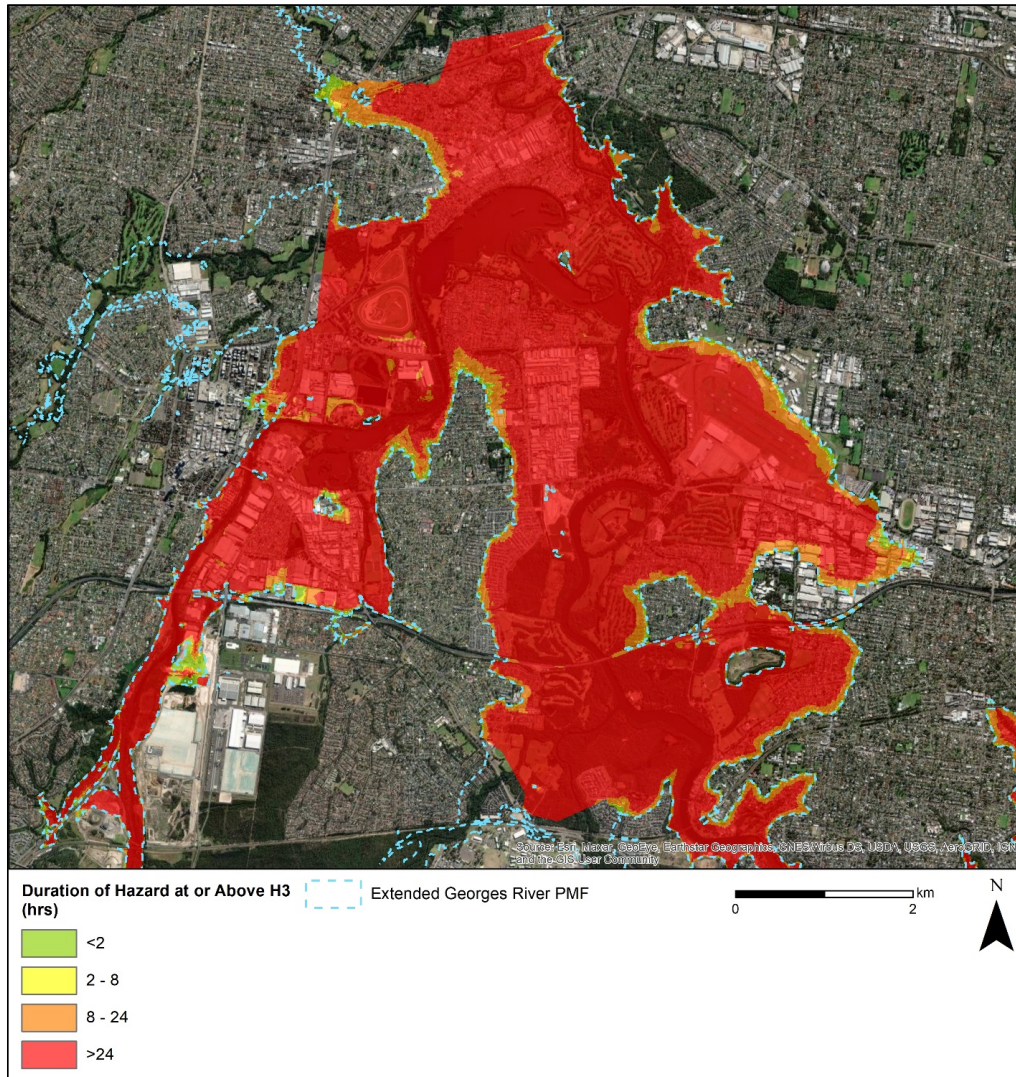 Source: Esri, Maxar, GeoEye, Earthstar Geographics, CNES/Airbus DS, USDA, USGS, AeroGRID, IGN,
and the GIS User Community
Duration of Hazard at or Above H3
(hrs)
Extended Georges River PMF
km
0 2
N
<2
2 - 8
8 - 24
>24